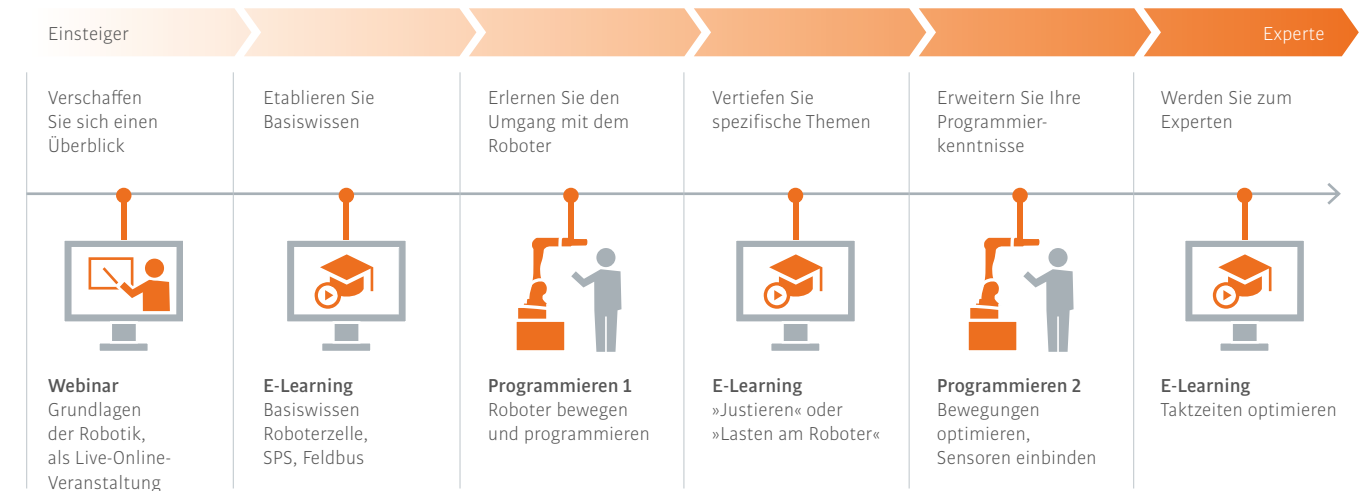 Einsteiger
Experte
Verschaffen
Sie sich einen
Überblick
Etablieren Sie
Basiswissen
Erlernen Sie den
Umgang mit dem
Roboter
Vertiefen Sie
spezifische Themen
Erweitern Sie Ihre
Programmier-
kenntnisse
Werden Sie zum
Experten
Webinar
Grundlagen
der Robotik,
als Live-Online-
Veranstaltung
E-Learning
Basiswissen
Roboterzelle,
SPS, Feldbus
Programmieren 1
Roboter bewegen
und programmieren
E-Learning
»Justieren« oder
»Lasten am Roboter«
Programmieren 2
Bewegungen
optimieren,
Sensoren einbinden
E-Learning
Taktzeiten optimieren